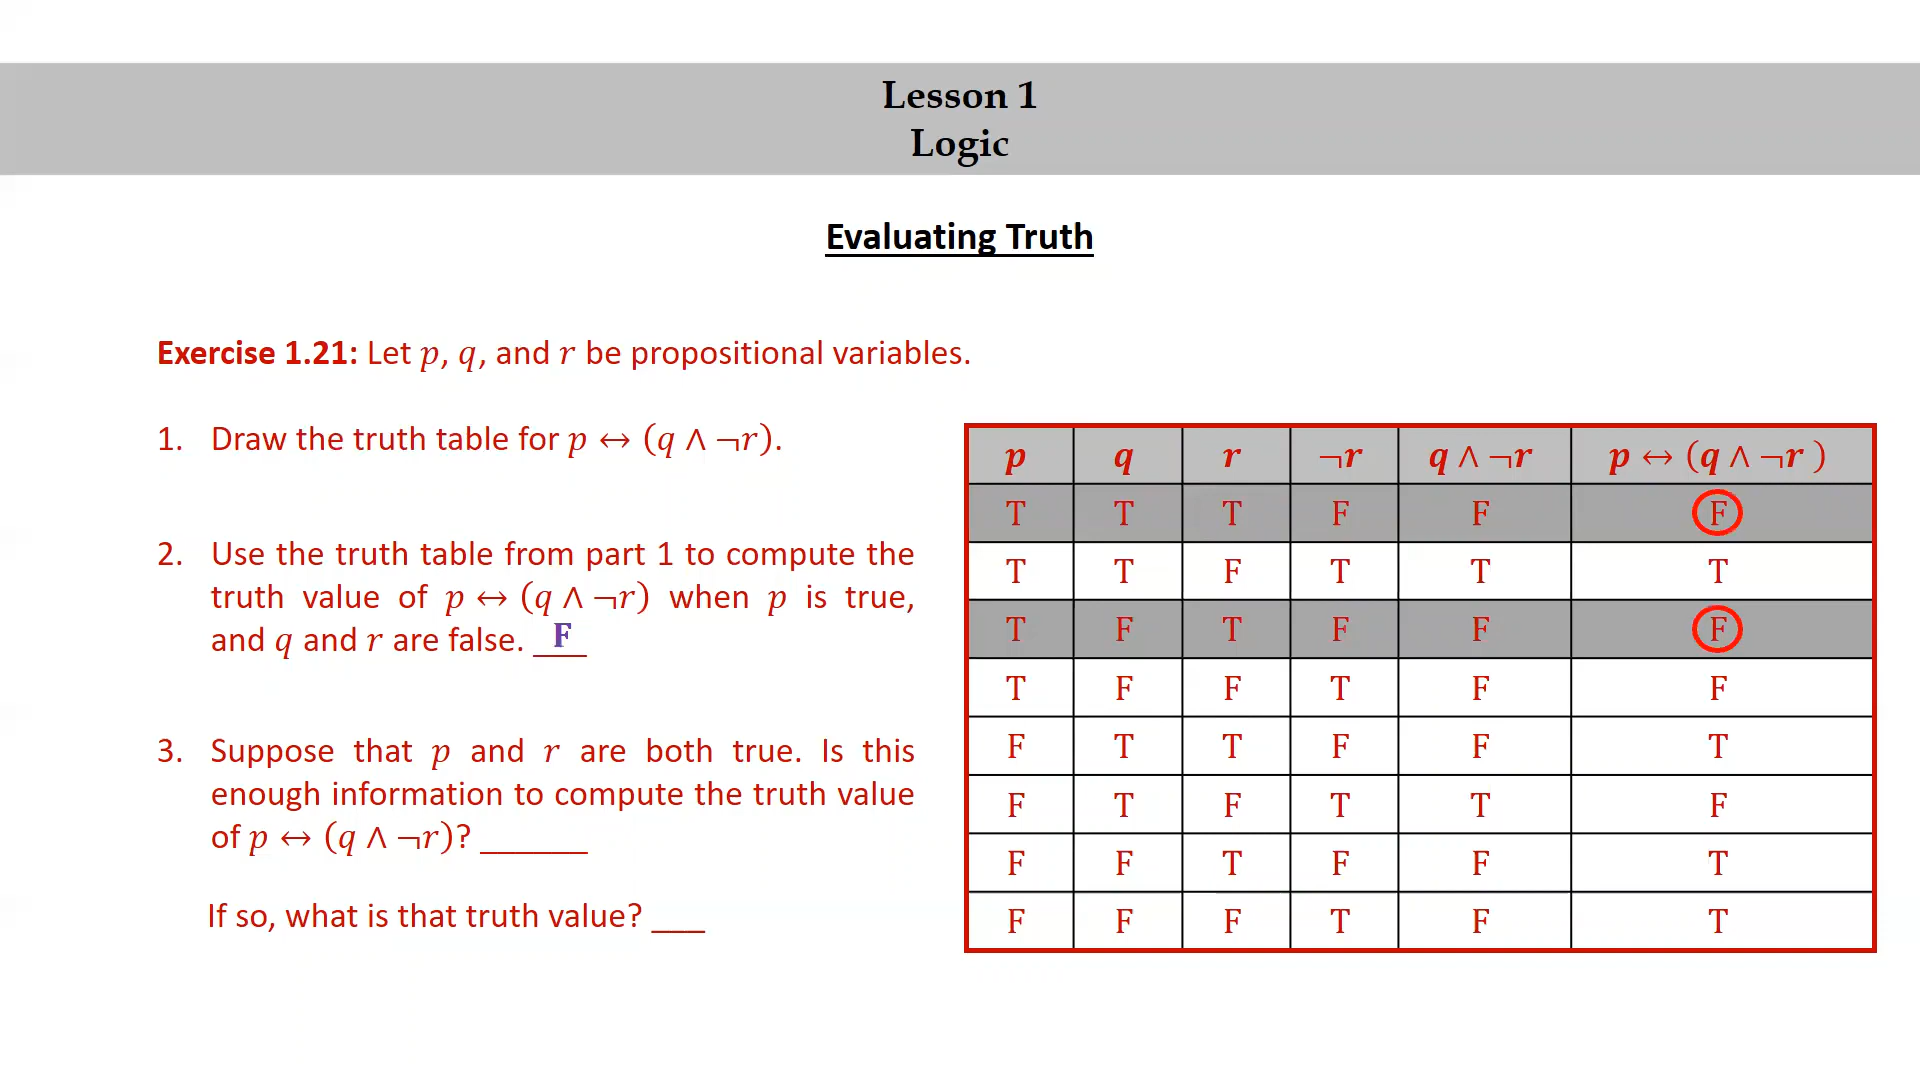 Lesson 1
Logic
Evaluating Truth
Exercise 1.21: Let p, q, and r be propositional variables.
1. Draw the truth table for p ↔ (q ∧ ¬r).
2. Use the truth table from part 1 to compute the
truth value of p ↔ (q ∧ ¬r) when p is true,
and q and r are false. F
3. Suppose that p and r are both true. Is this
enough information to compute the truth value
of p ↔ (q ∧ ¬r)? ______
If so, what is that truth value? ___
p q r ¬r q ∧ ¬r p ↔ (q ∧ ¬r )
T T T F F F
T T F T T T
T F T F F F
T F F T F F
F T T F F T
F T F T T F
F F T F F T
F F F T F T